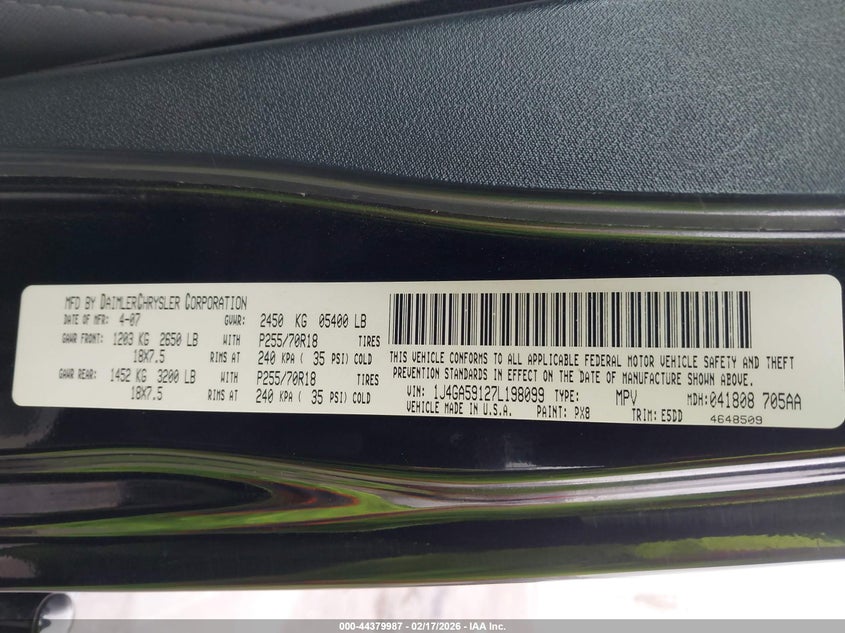 MFD BY DAIMLERCHRYSLER CORPORATION
DATE OF MFR: 4-07 GVWR: 2450 KG 05400 LB
GAWR FRONT: 1203 KG 2650 LB WITH P255/70R18 TIRES
18X7.5 RIMS AT 240 KPA ( 35 PSI) COLD
GAWR REAR: 1452 KG 3200 LB WITH P255/70R18 TIRES
18X7.5 RIMS AT 240 KPA ( 35 PSI) COLD
THIS VEHICLE CONFORMS TO ALL APPLICABLE FEDERAL MOTOR VEHICLE SAFETY AND THEFT
PREVENTION STANDARDS IN EFFECT ON THE DATE OF MANUFACTURE SHOWN ABOVE.
VIN: 1J4GA59127L198099 TYPE: MPV MDH: 041808 705AA
VEHICLE MADE IN U.S.A. PAINT: PX8 TRIM: E5DD 4648509
000-44379987 - 02/17/2026 - IAA Inc.